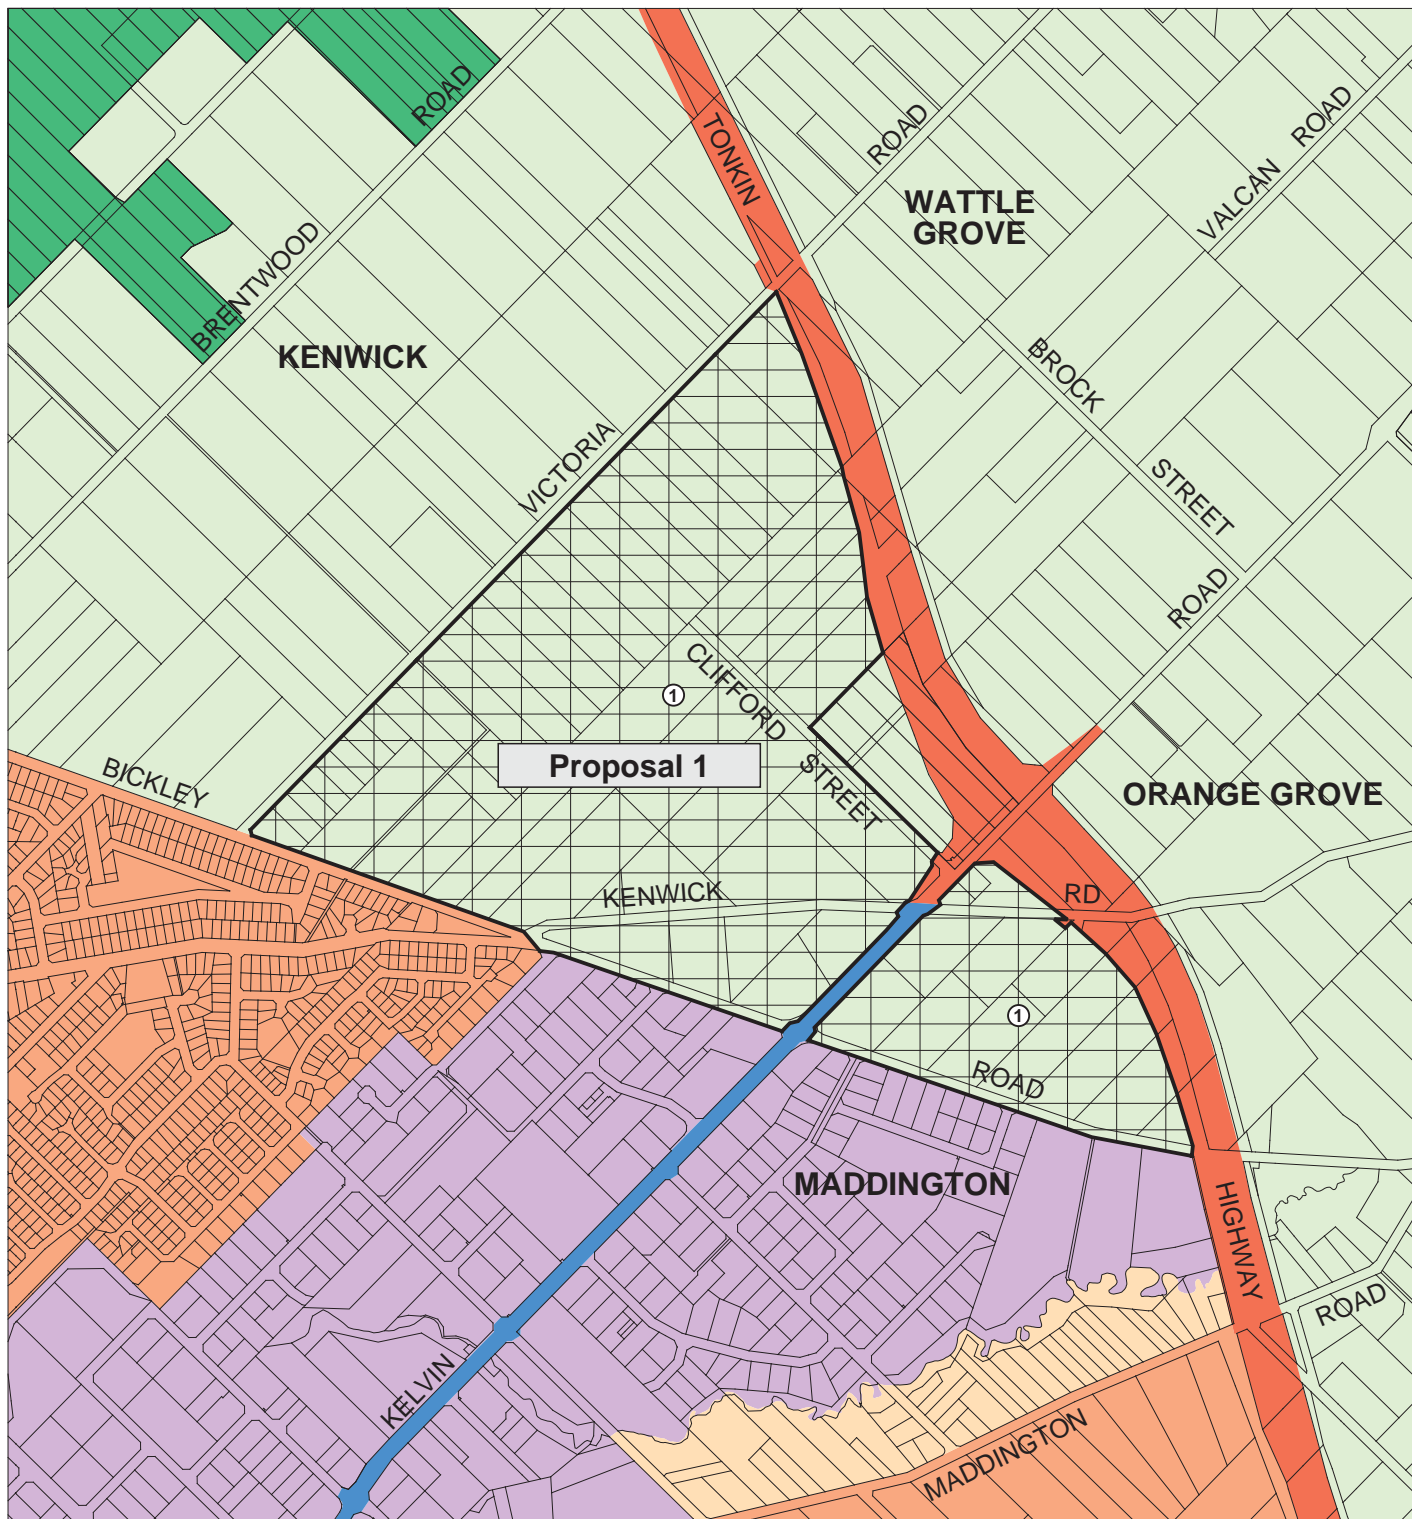 ROAD
TONKIN
ROAD
VALCAN ROAD
WATTLE
GROVE
BRENTWOOD
KENWICK
BROCK
STREET
VICTORIA
ROAD
CLIFFORD
STREET
1
Proposal 1
BICKLEY
ORANGE GROVE
KENWICK
RD
1
ROAD
MADDINGTON
HIGHWAY
ROAD
KELVIN
MADDINGTON